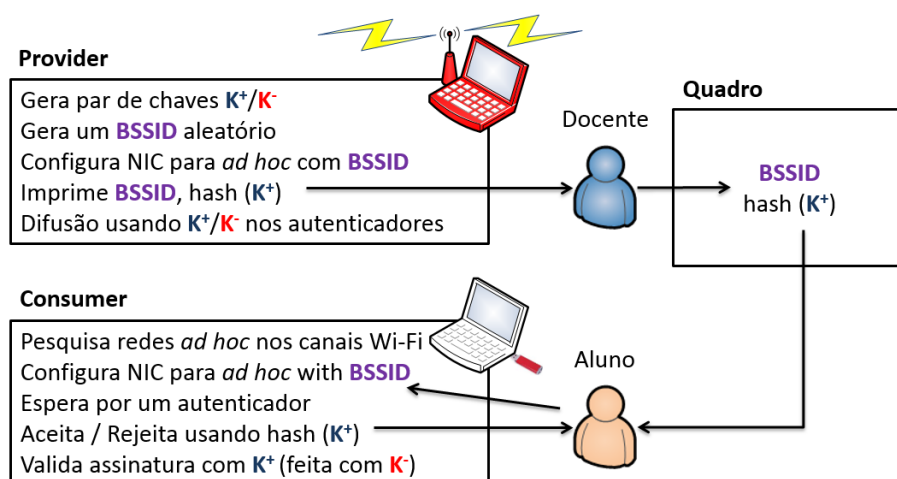 Provider
Gera par de chaves K⁺/K⁻
Gera um BSSID aleatório
Configura NIC para ad hoc com BSSID
Imprime BSSID, hash (K⁺)
Difusão usando K⁺/K⁻ nos autenticadores
Docente
Quadro
BSSID
hash (K⁺)
Consumer
Pesquisa redes ad hoc nos canais Wi-Fi
Configura NIC para ad hoc with BSSID
Espera por um autenticador
Aceita / Rejeita usando hash (K⁺)
Valida assinatura com K⁺ (feita com K⁻)
Aluno